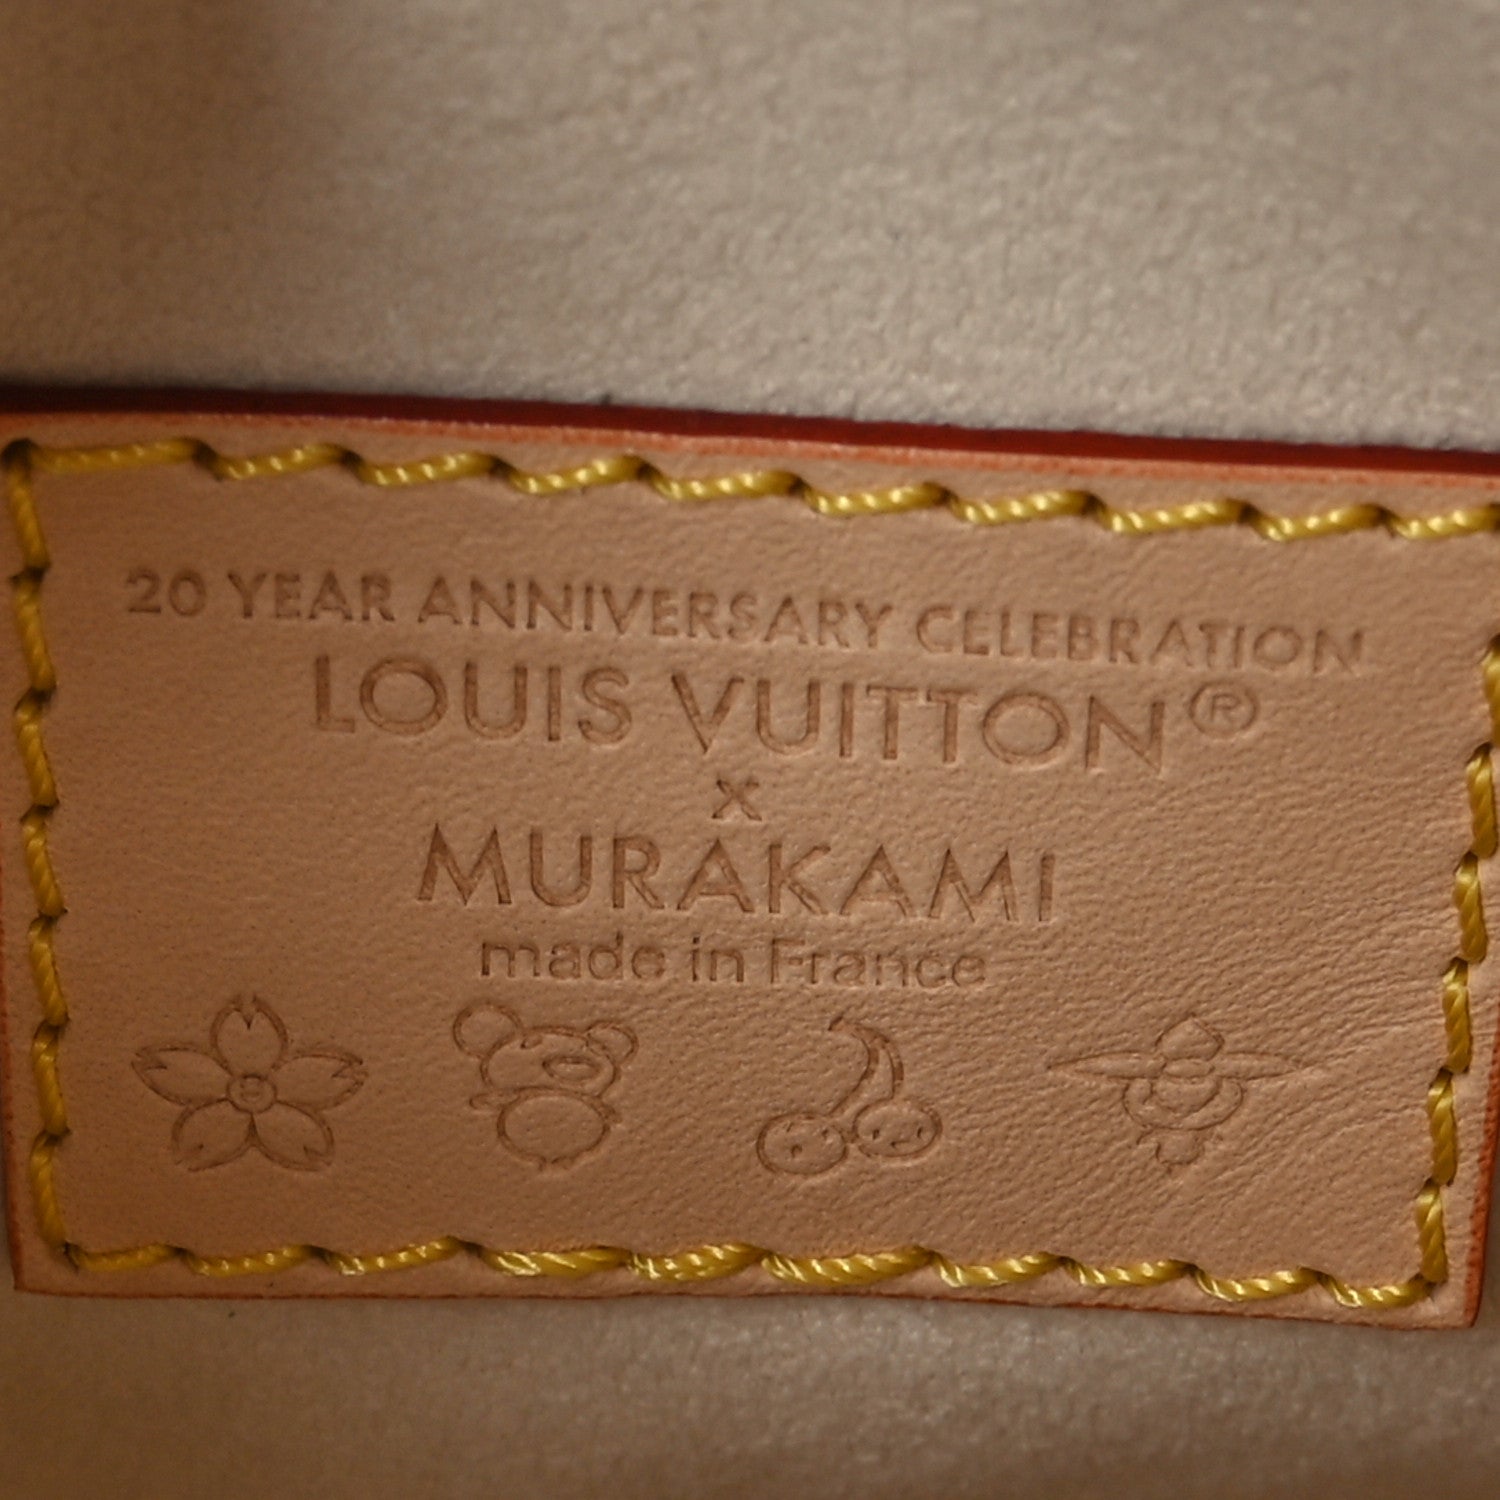 20 YEAR ANNIVERSARY CELEBRATION
LOUIS VUITTON®
x
MURAKAMI
made in France